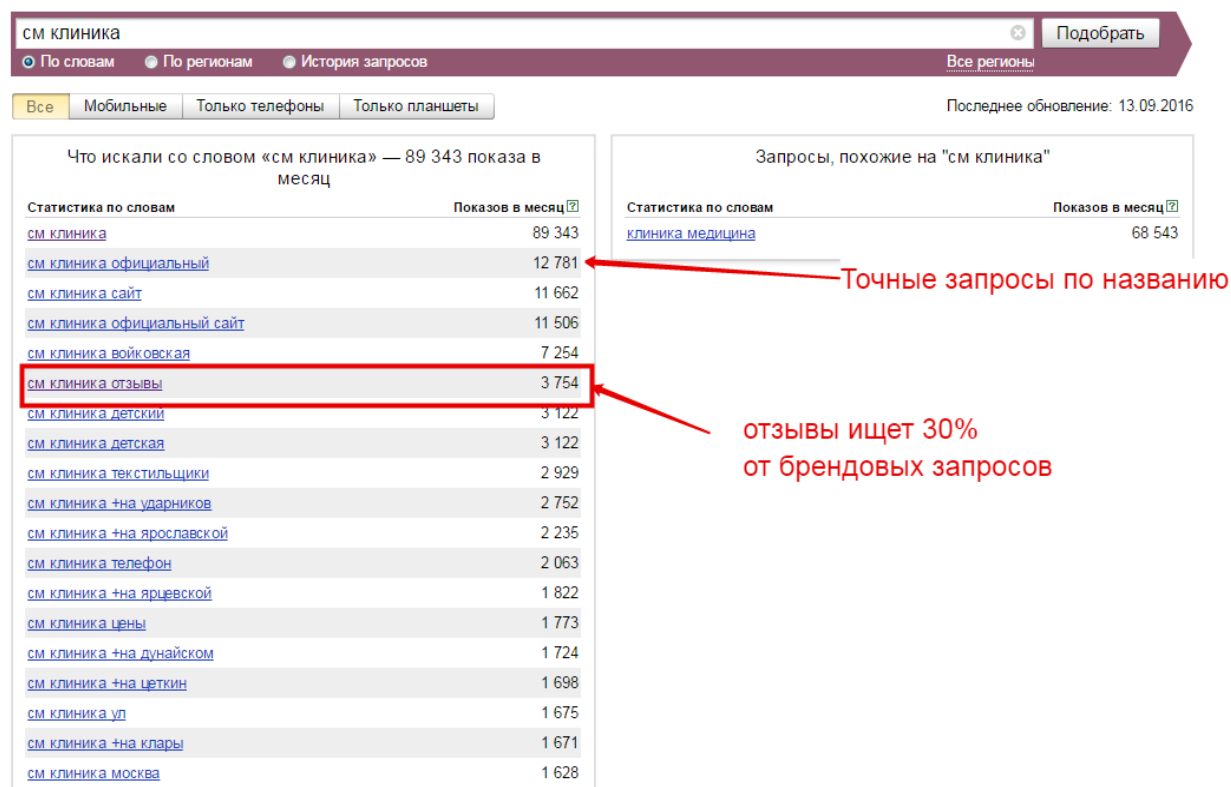 см клиника
Подобрать
По словам По регионам История запросов Все регионы
Все Мобильные Только телефоны Только планшеты Последнее обновление: 13.09.2016
Что искали со словом «см клиника» — 89 343 показа в
месяц
Статистика по словам Показов в месяц ?
см клиника 89 343
см клиника официальный 12 781
см клиника сайт 11 662
см клиника официальный сайт 11 506
см клиника войковская 7 254
см клиника отзывы 3 754
см клиника детский 3 122
см клиника детская 3 122
см клиника текстильщики 2 929
см клиника +на ударников 2 752
см клиника +на ярославской 2 235
см клиника телефон 2 063
см клиника +на ярцевской 1 822
см клиника цены 1 773
см клиника +на дунайском 1 724
см клиника +на цеткин 1 698
см клиника ул 1 675
см клиника +на клары 1 671
см клиника москва 1 628
Запросы, похожие на "см клиника"
Статистика по словам Показов в месяц ?
клиника медицина 68 543
Точные запросы по названию
отзывы ищет 30%
от брендовых запросов